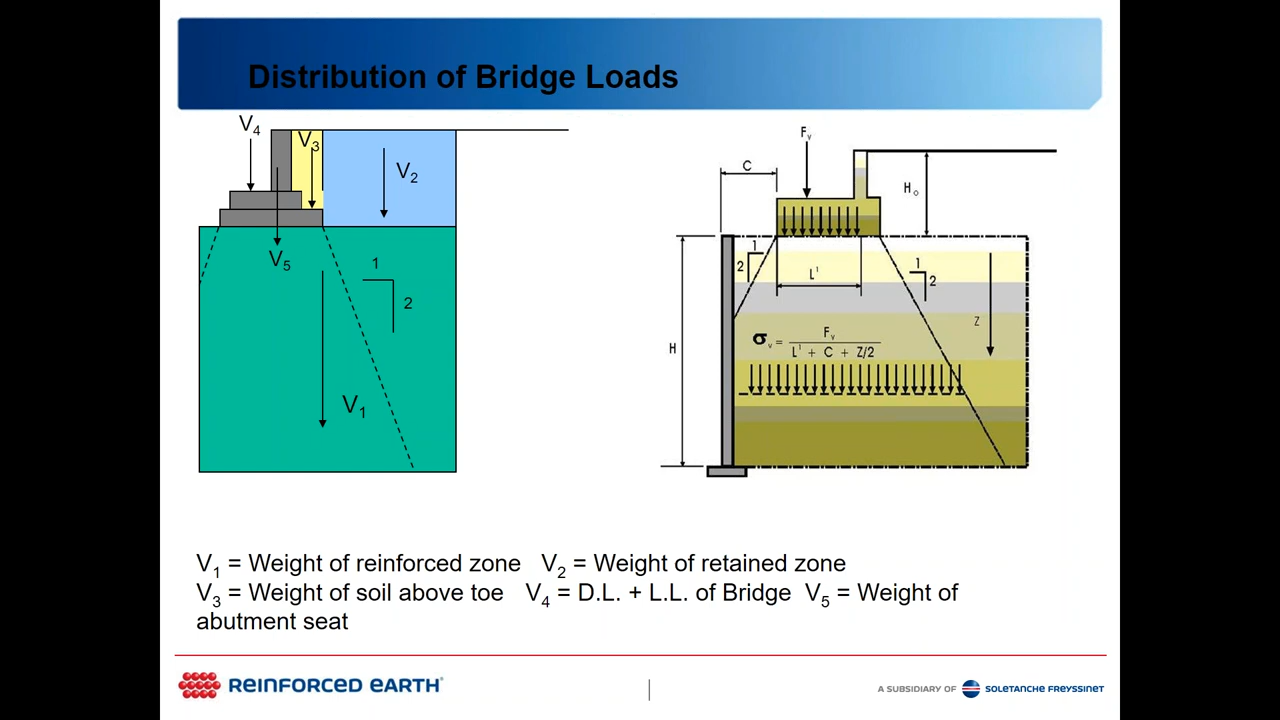 Distribution of Bridge Loads
V4
V3
V2
V5
1
2
V1
Fv
C
Ho
1
2
L1
1
2
Z
H
σv = Fv / L1 + C + Z/2
V1 = Weight of reinforced zone V2 = Weight of retained zone
V3 = Weight of soil above toe V4 = D.L. + L.L. of Bridge V5 = Weight of
abutment seat
REINFORCED EARTH
A SUBSIDIARY OF SOLETANCHE FREYSSINET